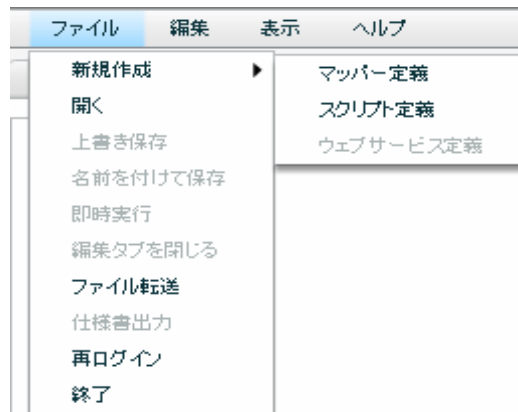 ファイル 編集 表示 ヘルプ
新規作成 マッパー定義
開く スクリプト定義
上書き保存 ウェブサービス定義
名前を付けて保存
即時実行
編集タブを閉じる
ファイル転送
仕様書出力
再ログイン
終了